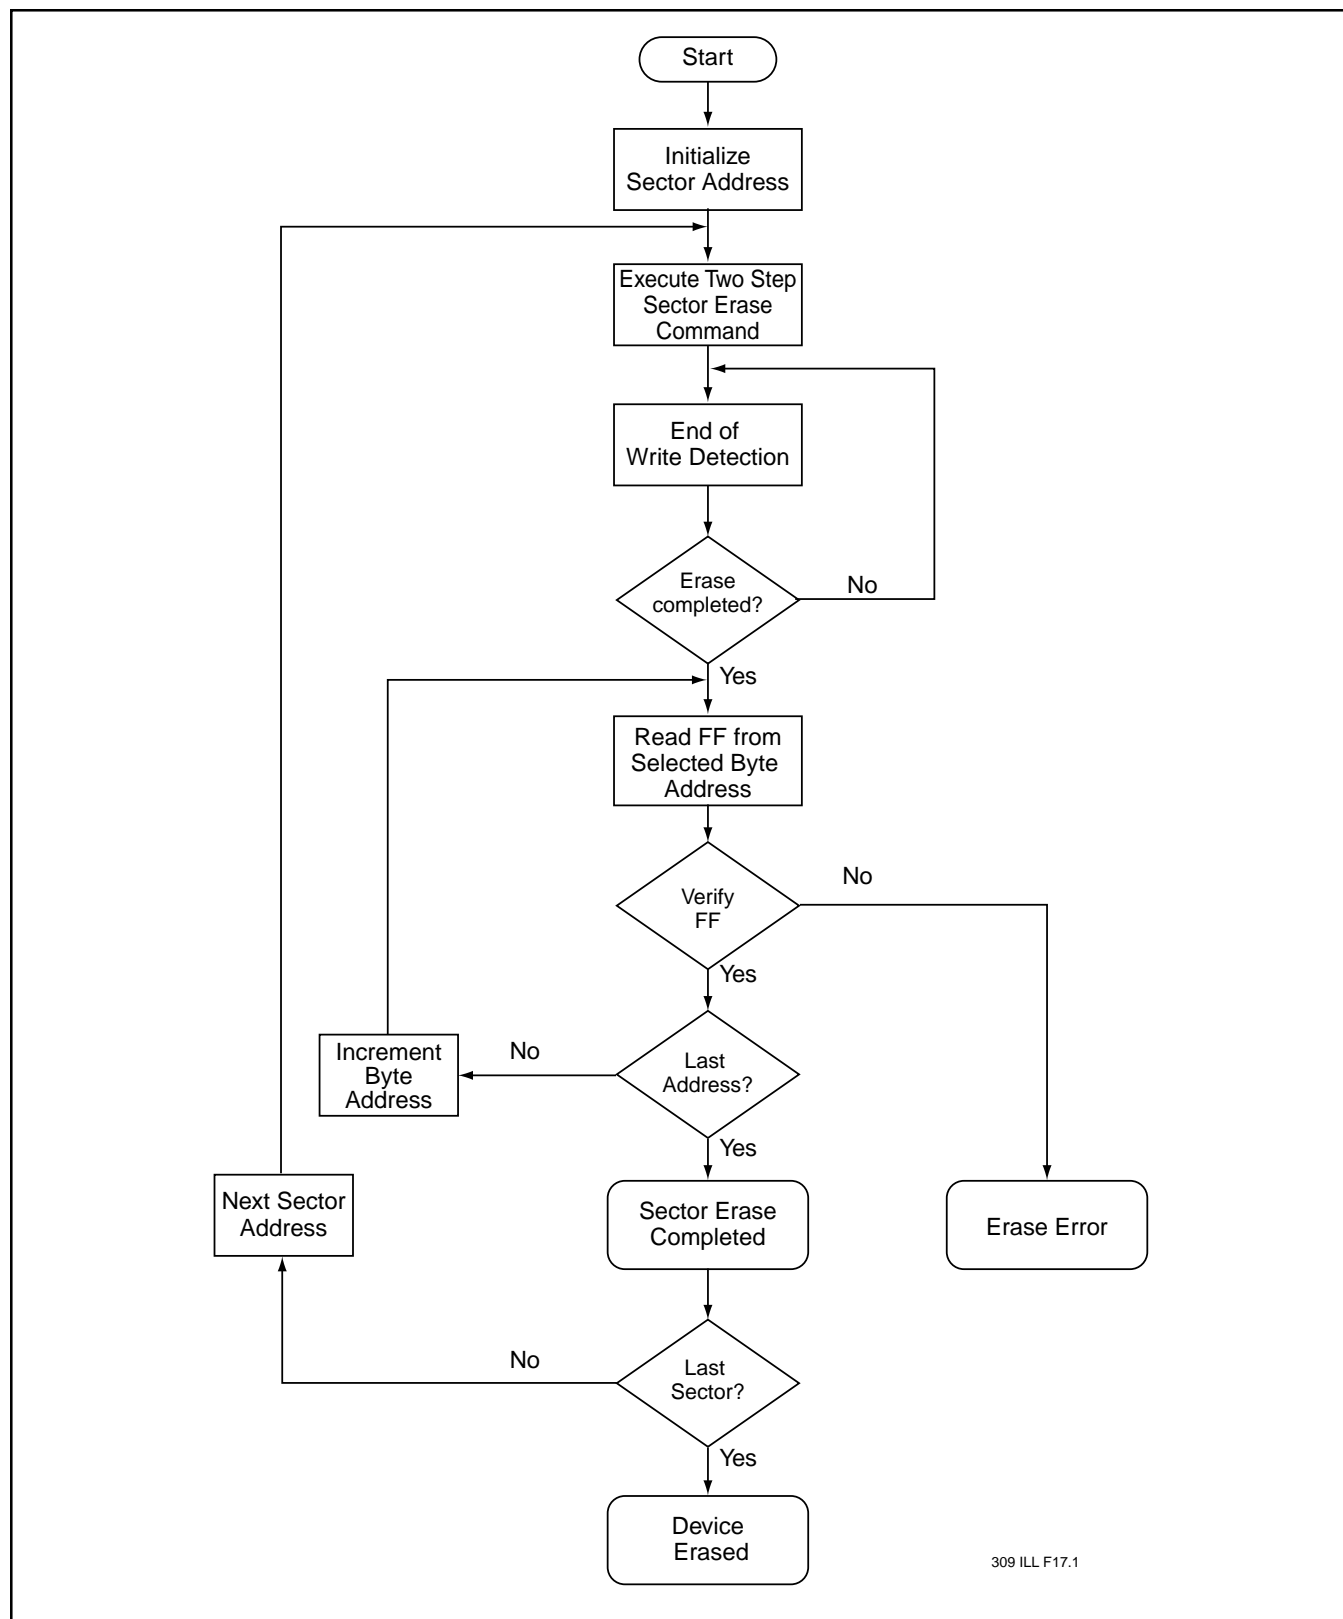 Start
Initialize
Sector Address
Execute Two Step
Sector Erase
Command
End of
Write Detection
Erase
completed?
No
Yes
Read FF from
Selected Byte
Address
Verify
FF
No
Yes
Last
Address?
No
Increment
Byte
Address
Yes
Next Sector
Address
Sector Erase
Completed
Erase Error
Last
Sector?
No
Yes
Device
Erased
309 ILL F17.1